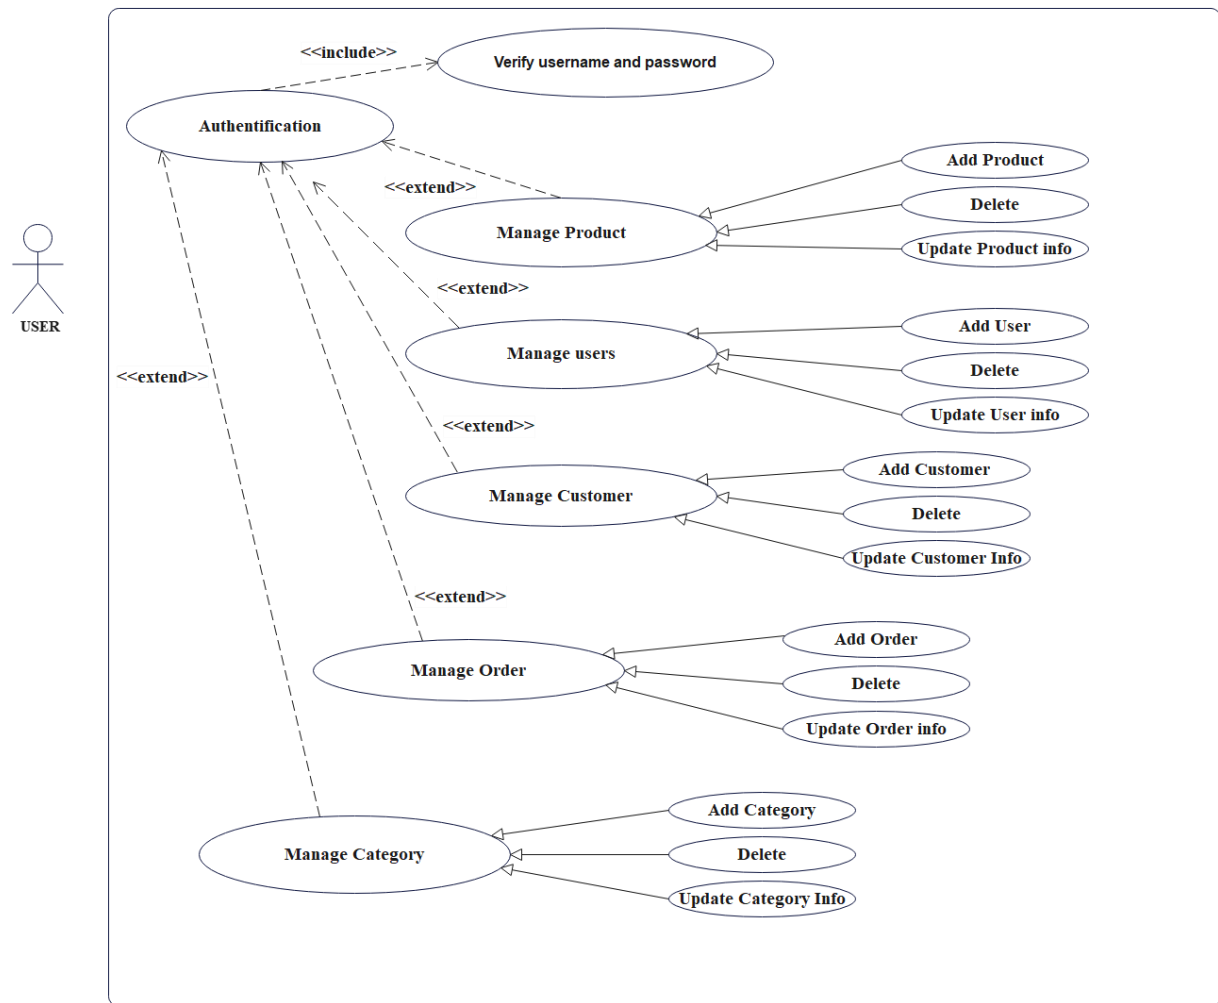 <<include>>
Verify username and password
Authentification
<<extend>>
Manage Product
Add Product
Delete
Update Product info
USER
<<extend>>
Manage users
Add User
Delete
Update User info
<<extend>>
<<extend>>
Manage Customer
Add Customer
Delete
Update Customer Info
<<extend>>
Manage Order
Add Order
Delete
Update Order info
Manage Category
Add Category
Delete
Update Category Info